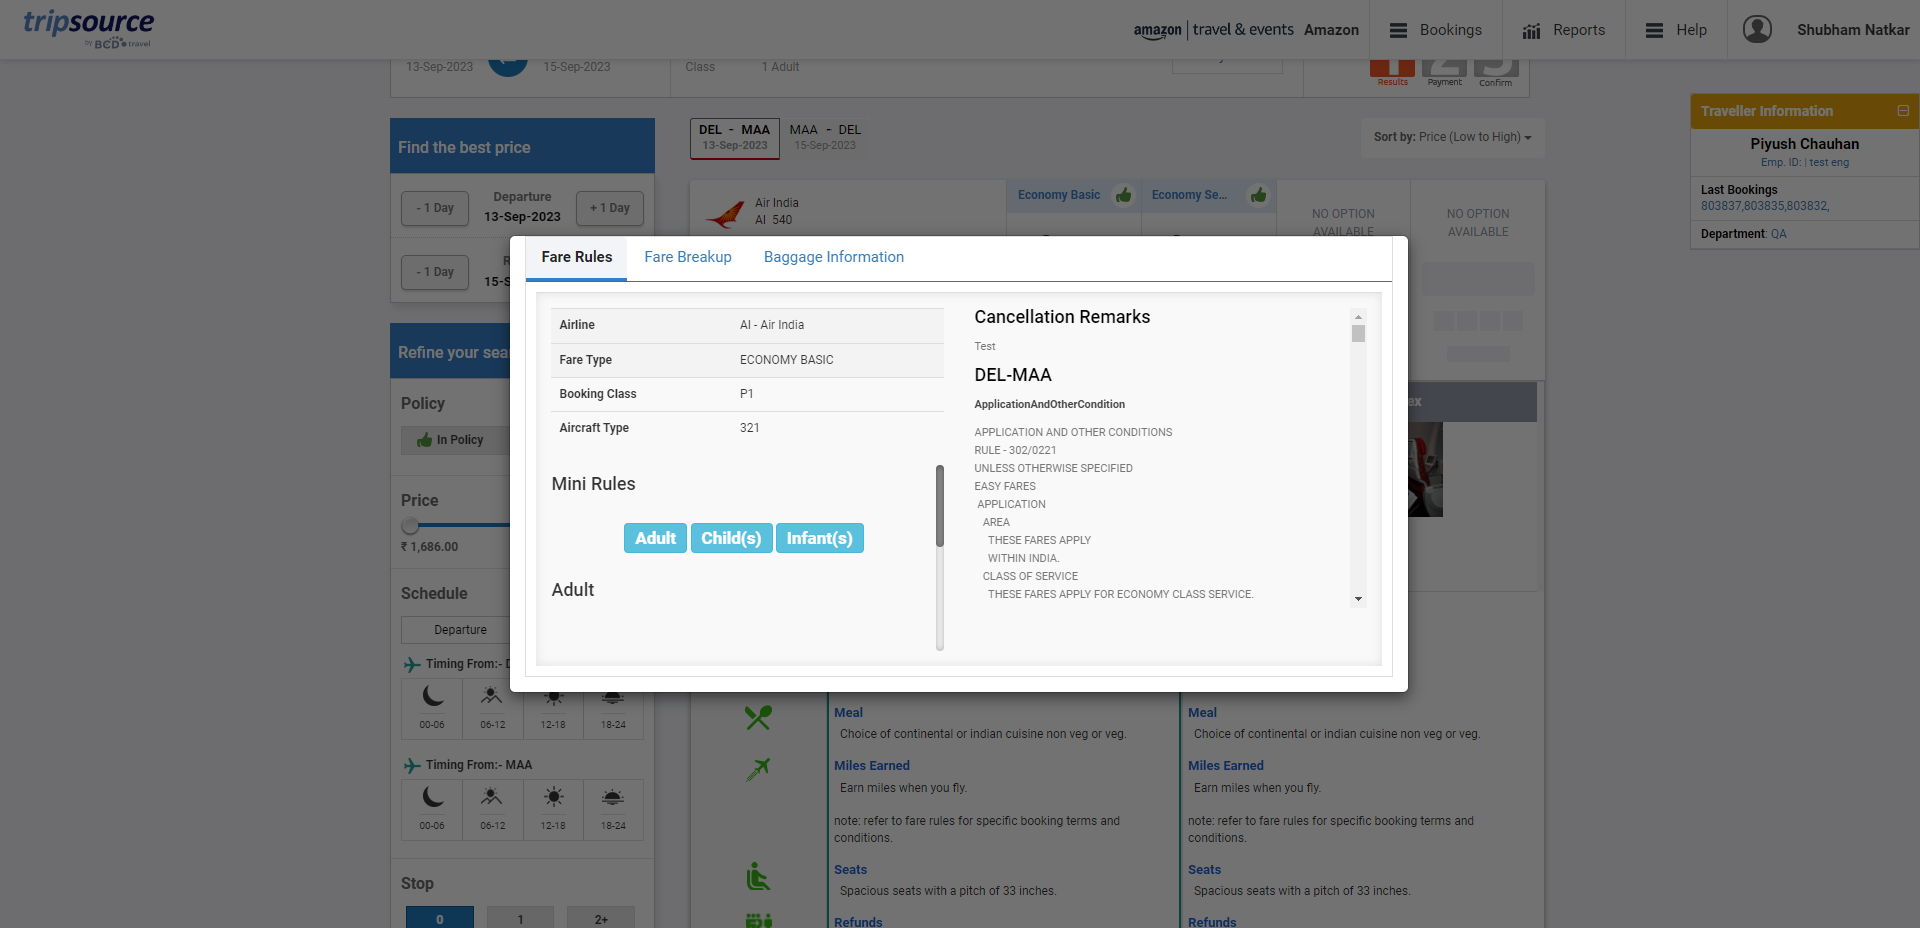 tripsource
by BCD travel
amazon | travel & events Amazon
Bookings
Reports
Help
Shubham Natkar
13-Sep-2023
15-Sep-2023
Class
1 Adult
Results
Payment
Confirm
Find the best price
- 1 Day
Departure
13-Sep-2023
+ 1 Day
- 1 Day
15-S
Refine your sea
Policy
In Policy
Price
₹ 1,686.00
Schedule
Departure
Timing From:- D
00-06
06-12
12-18
18-24
Timing From:- MAA
00-06
06-12
12-18
18-24
Stop
0
1
2+
DEL - MAA
13-Sep-2023
MAA - DEL
15-Sep-2023
Sort by: Price (Low to High)
Air India
AI 540
Economy Basic
Economy Se...
NO OPTION
AVAILABLE
NO OPTION
AVAILABLE
ex
Fare Rules
Fare Breakup
Baggage Information
Airline AI - Air India
Fare Type ECONOMY BASIC
Booking Class P1
Aircraft Type 321
Mini Rules
Adult
Child(s)
Infant(s)
Adult
Cancellation Remarks
Test
DEL-MAA
ApplicationAndOtherCondition
APPLICATION AND OTHER CONDITIONS
RULE - 302/0221
UNLESS OTHERWISE SPECIFIED
EASY FARES
APPLICATION
AREA
THESE FARES APPLY
WITHIN INDIA.
CLASS OF SERVICE
THESE FARES APPLY FOR ECONOMY CLASS SERVICE.
Meal
Choice of continental or indian cuisine non veg or veg.
Miles Earned
Earn miles when you fly.
note: refer to fare rules for specific booking terms and
conditions.
Seats
Spacious seats with a pitch of 33 inches.
Refunds
Meal
Choice of continental or indian cuisine non veg or veg.
Miles Earned
Earn miles when you fly.
note: refer to fare rules for specific booking terms and
conditions.
Seats
Spacious seats with a pitch of 33 inches.
Refunds
Traveller Information
Piyush Chauhan
Emp. ID: | test eng
Last Bookings
803837,803835,803832,
Department: QA